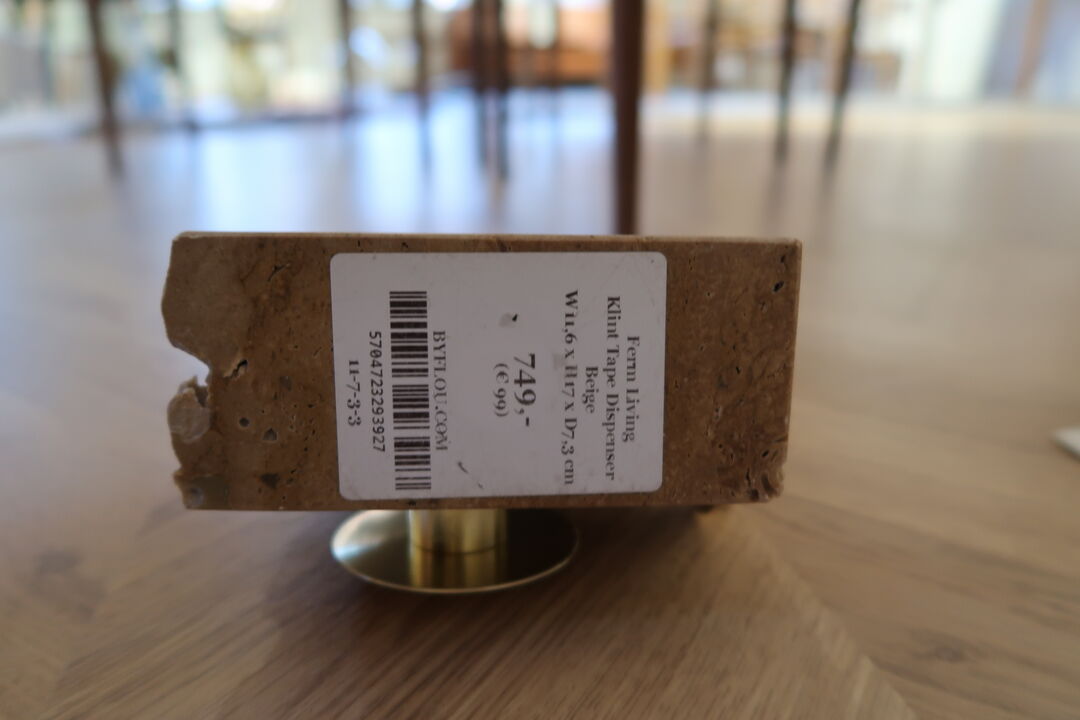 Ferm Living
Klint Tape Dispenser
Beige
W11,6 x H17 x D7,3 cm
749,-
(€ 99)
BYFLOU.COM
5704723293927
11-7-3-3